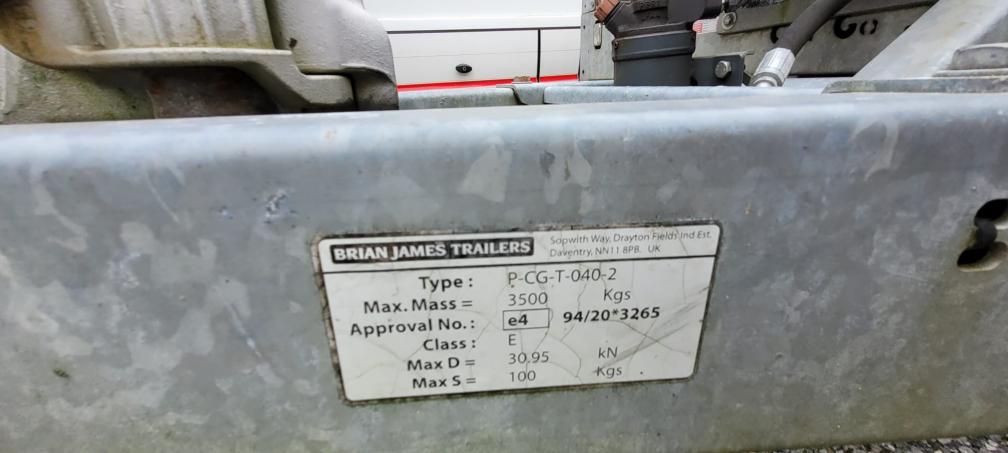 BRIAN JAMES TRAILERS
Sopwith Way, Drayton Fields Ind Est.
Daventry, NN11 8PB. UK
Type : P-CG-T-040-2
Max. Mass = 3500 Kgs
Approval No. : e4 94/20*3265
Class : E
Max D = 30.95 kN
Max S = 100 Kgs